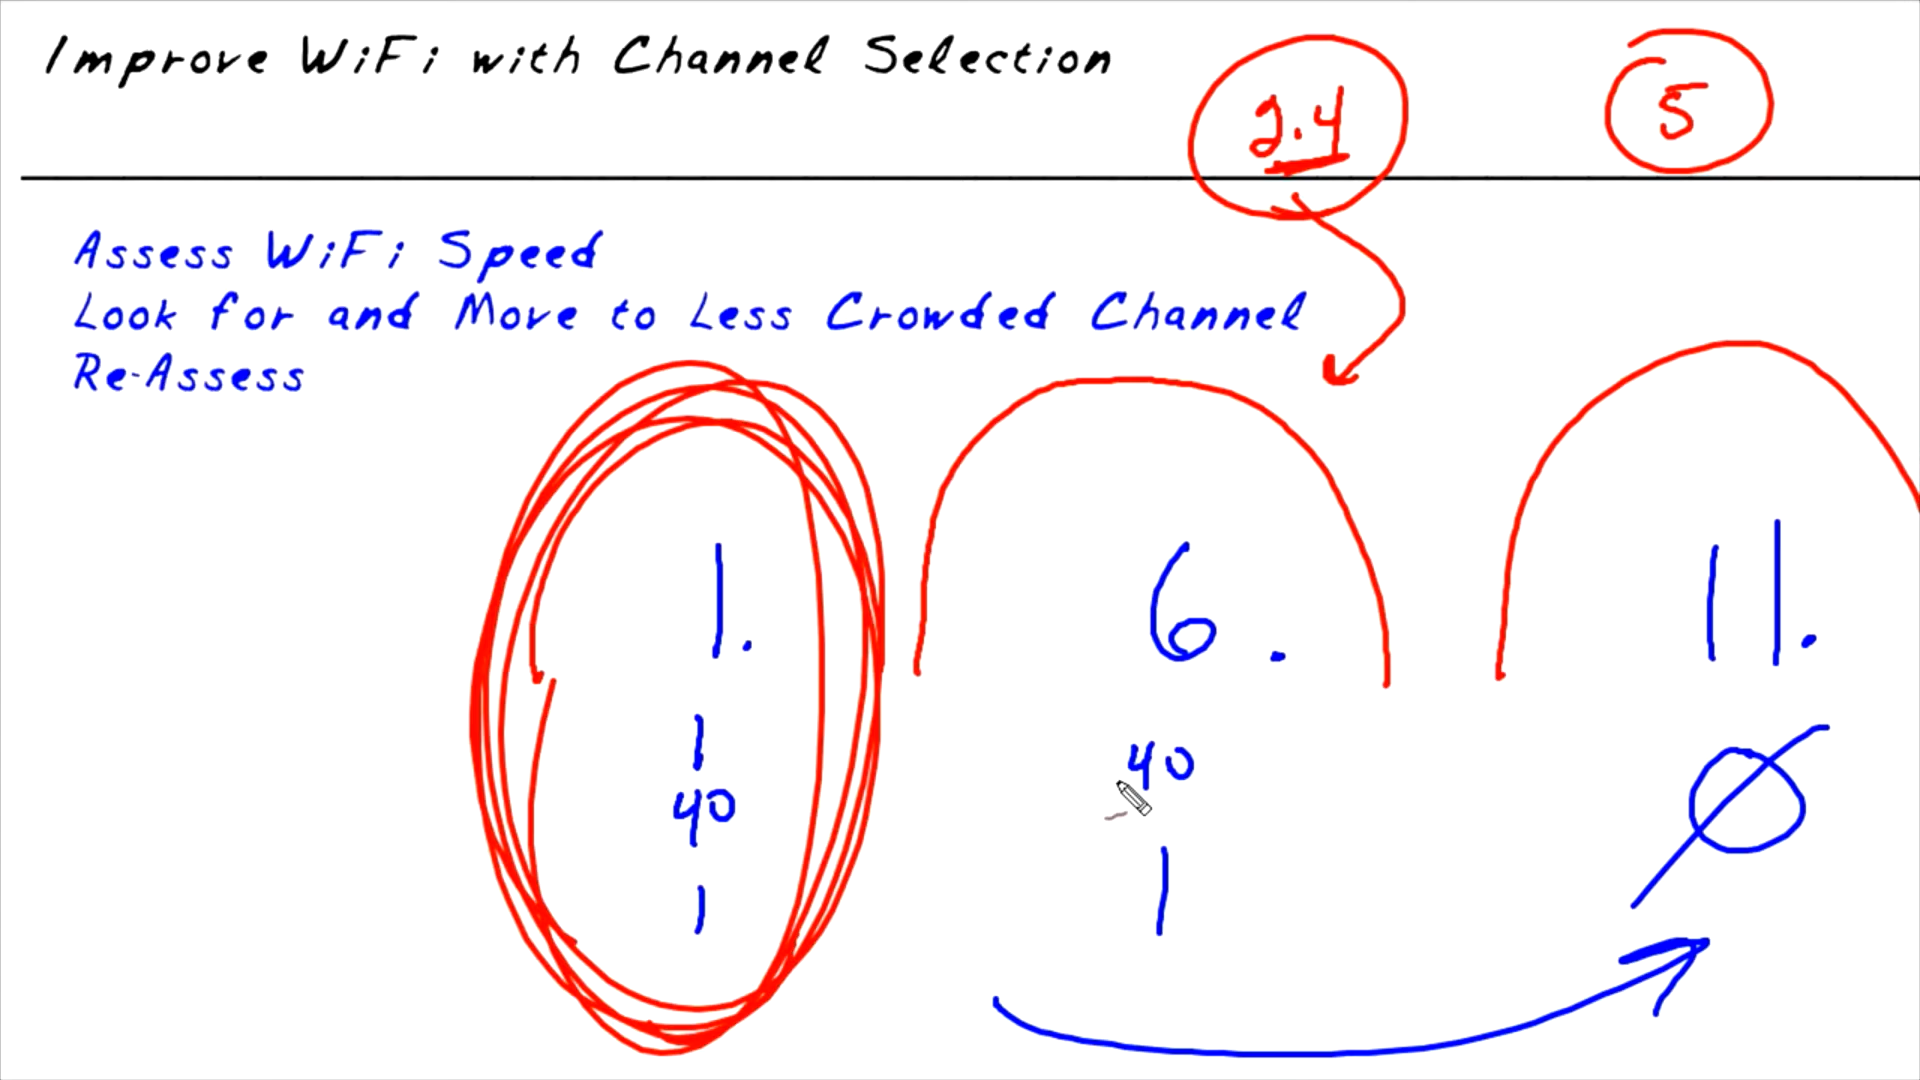 Improve WiFi with Channel Selection
2.4
5
Assess WiFi Speed
Look for and Move to Less Crowded Channel
Re-Assess
1. 6. 11.
1
40
1
40
1
0